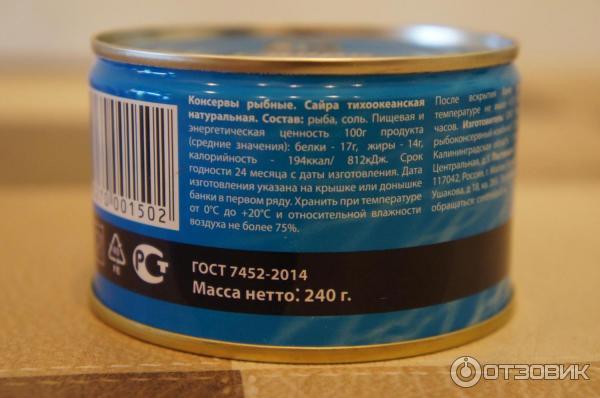 Консервы рыбные. Сайра тихоокеанская
натуральная. Состав: рыба, соль. Пищевая и
энергетическая ценность 100г продукта
(средние значения): белки - 17г, жиры - 14г,
калорийность - 194ккал/ 812кДж. Срок
годности 24 месяца с даты изготовления. Дата
изготовления указана на крышке или донышке
банки в первом ряду. Хранить при температуре
от 0°С до +20°С и относительной влажности
воздуха не более 75%.
После вскрытия
температуре не
часов. Изготовитель:
рыбоконсервный
Калининградская
Центральная, д.
117042, Россия, г.
Ушакова, д.18, кв.
обращаться:
001502
FE
РСТ
ГОСТ 7452-2014
Масса нетто: 240 г.
ОТЗОВИК